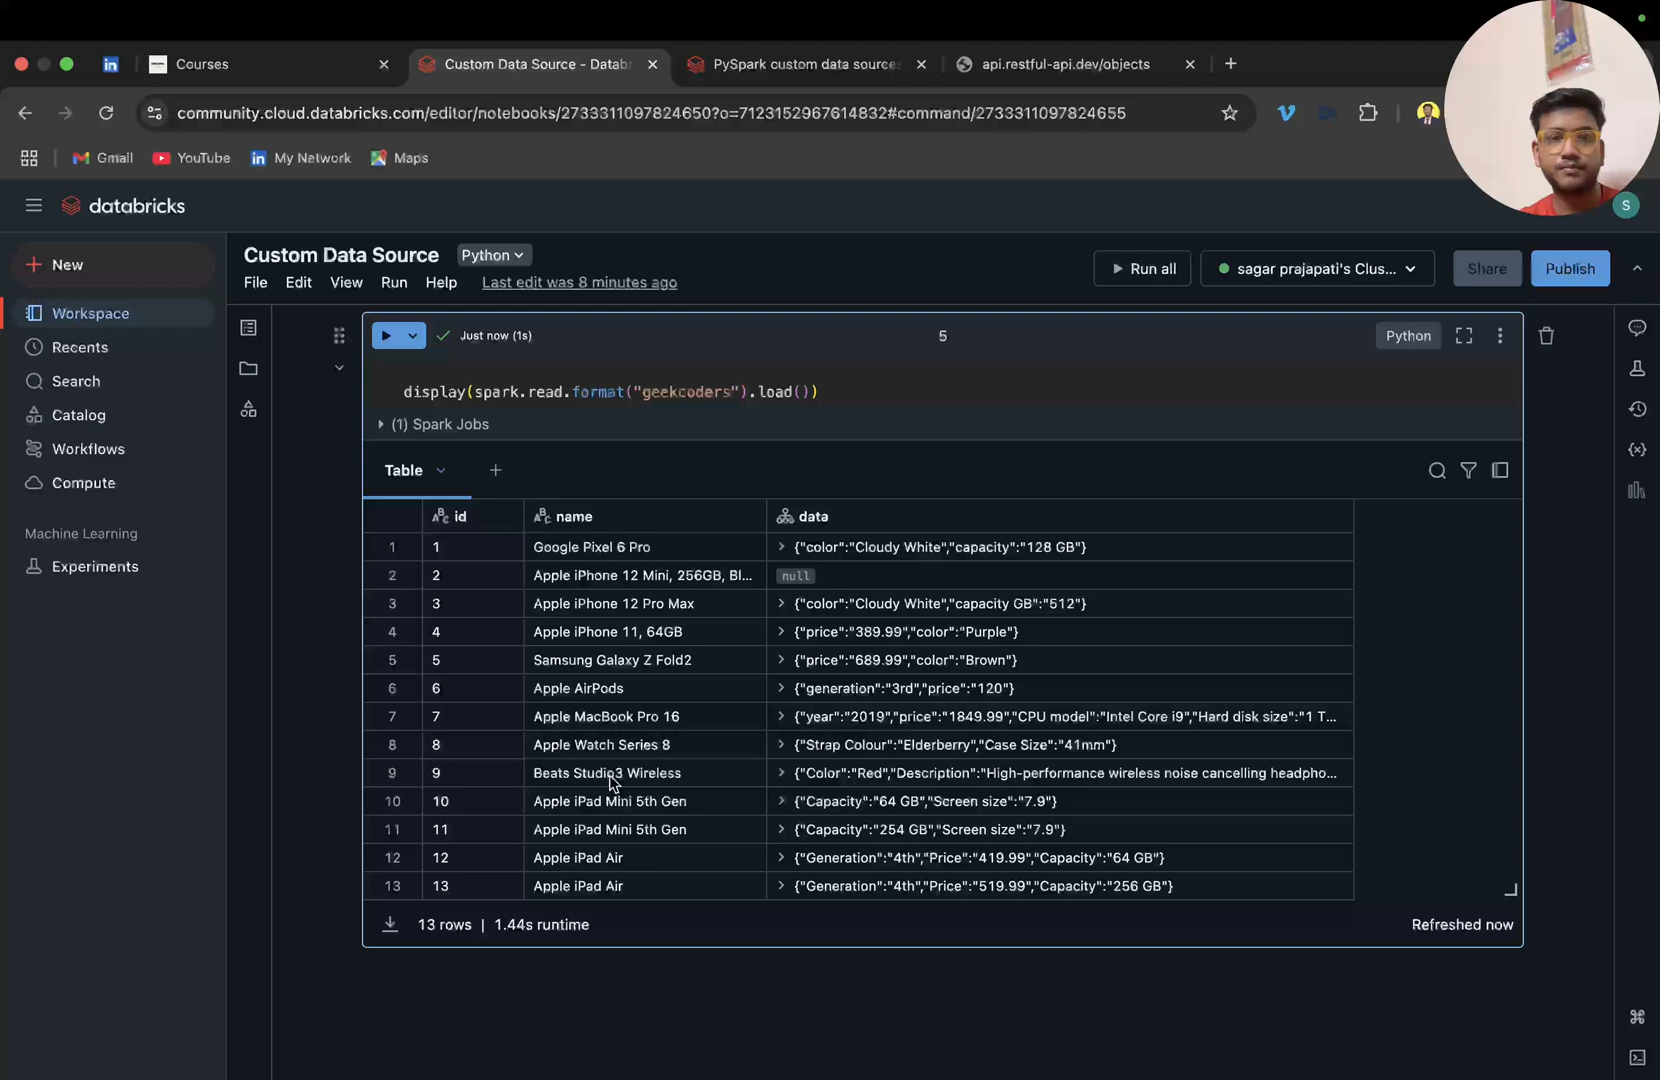 Courses
Custom Data Source - Datab
PySpark custom data sources
api.restful-api.dev/objects
community.cloud.databricks.com/editor/notebooks/2733311097824650?o=7123152967614832#command/2733311097824655
Gmail
YouTube
My Network
Maps
databricks
S
New
Workspace
Recents
Search
Catalog
Workflows
Compute
Machine Learning
Experiments
Custom Data Source
Python
File Edit View Run Help Last edit was 8 minutes ago
Run all
sagar prajapati's Clus...
Share
Publish
Just now (1s)
5
Python
display(spark.read.format("geekcoders").load())
(1) Spark Jobs
Table
id name data
1 1 Google Pixel 6 Pro {"color":"Cloudy White","capacity":"128 GB"}
2 2 Apple iPhone 12 Mini, 256GB, Bl... null
3 3 Apple iPhone 12 Pro Max {"color":"Cloudy White","capacity GB":"512"}
4 4 Apple iPhone 11, 64GB {"price":"389.99","color":"Purple"}
5 5 Samsung Galaxy Z Fold2 {"price":"689.99","color":"Brown"}
6 6 Apple AirPods {"generation":"3rd","price":"120"}
7 7 Apple MacBook Pro 16 {"year":"2019","price":"1849.99","CPU model":"Intel Core i9","Hard disk size":"1 T...
8 8 Apple Watch Series 8 {"Strap Colour":"Elderberry","Case Size":"41mm"}
9 9 Beats Studio3 Wireless {"Color":"Red","Description":"High-performance wireless noise cancelling headpho...
10 10 Apple iPad Mini 5th Gen {"Capacity":"64 GB","Screen size":"7.9"}
11 11 Apple iPad Mini 5th Gen {"Capacity":"254 GB","Screen size":"7.9"}
12 12 Apple iPad Air {"Generation":"4th","Price":"419.99","Capacity":"64 GB"}
13 13 Apple iPad Air {"Generation":"4th","Price":"519.99","Capacity":"256 GB"}
13 rows | 1.44s runtime
Refreshed now